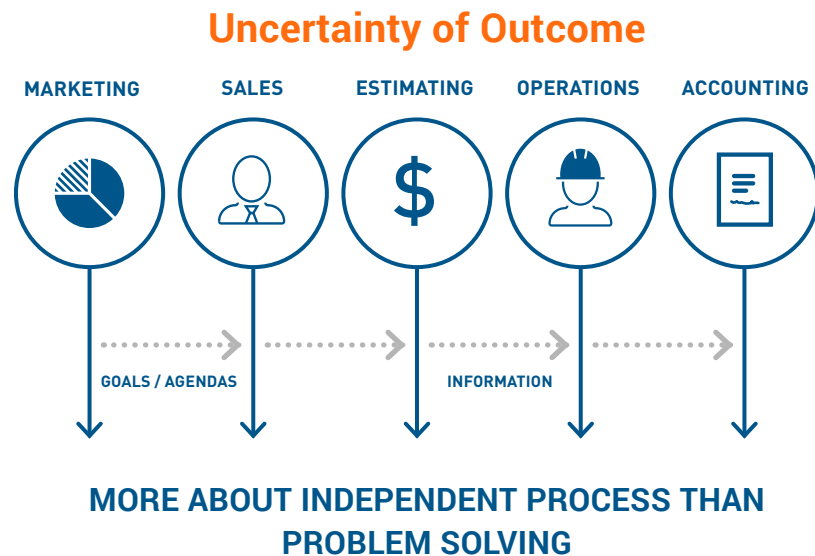 Uncertainty of Outcome
MARKETING
SALES
ESTIMATING
OPERATIONS
ACCOUNTING
$
GOALS / AGENDAS
INFORMATION
MORE ABOUT INDEPENDENT PROCESS THAN
PROBLEM SOLVING